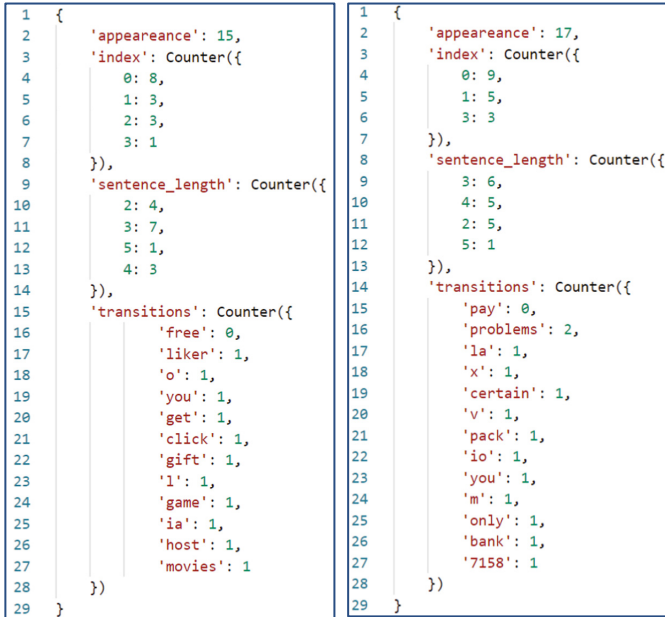 1 {
2 'appeareance': 15,
3 'index': Counter({
4 0: 8,
5 1: 3,
6 2: 3,
7 3: 1
8 }),
9 'sentence_length': Counter({
10 2: 4,
11 3: 7,
12 5: 1,
13 4: 3
14 }),
15 'transitions': Counter({
16 'free': 0,
17 'liker': 1,
18 'o': 1,
19 'you': 1,
20 'get': 1,
21 'click': 1,
22 'gift': 1,
23 'l': 1,
24 'game': 1,
25 'ia': 1,
26 'host': 1,
27 'movies': 1
28 })
29 }
1 {
2 'appeareance': 17,
3 'index': Counter({
4 0: 9,
5 1: 5,
6 3: 3
7 }),
8 'sentence_length': Counter({
9 3: 6,
10 4: 5,
11 2: 5,
12 5: 1
13 }),
14 'transitions': Counter({
15 'pay': 0,
16 'problems': 2,
17 'la': 1,
18 'x': 1,
19 'certain': 1,
20 'v': 1,
21 'pack': 1,
22 'io': 1,
23 'you': 1,
24 'm': 1,
25 'only': 1,
26 'bank': 1,
27 '7158': 1
28 })
29 }